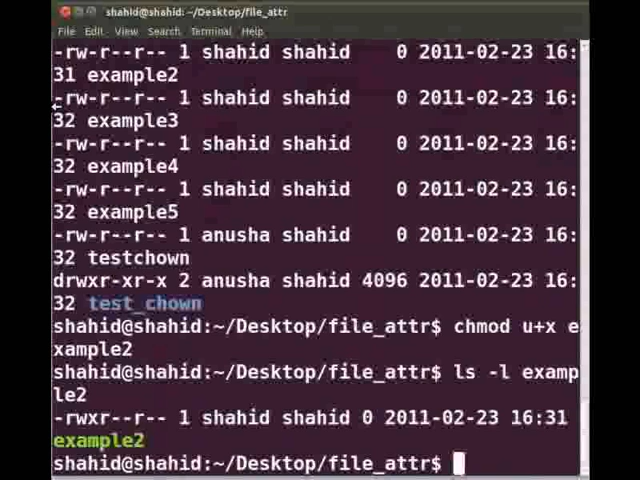 shahid@shahid: ~/Desktop/file_attr
File Edit View Search Terminal Help
-rw-r--r-- 1 shahid shahid    0 2011-02-23 16:
31 example2
-rw-r--r-- 1 shahid shahid    0 2011-02-23 16:
32 example3
-rw-r--r-- 1 shahid shahid    0 2011-02-23 16:
32 example4
-rw-r--r-- 1 shahid shahid    0 2011-02-23 16:
32 example5
-rw-r--r-- 1 anusha shahid    0 2011-02-23 16:
32 testchown
drwxr-xr-x 2 anusha shahid 4096 2011-02-23 16:
32 test_chown
shahid@shahid:~/Desktop/file_attr$ chmod u+x e
xample2
shahid@shahid:~/Desktop/file_attr$ ls -l examp
le2
-rwxr--r-- 1 shahid shahid 0 2011-02-23 16:31
example2
shahid@shahid:~/Desktop/file_attr$